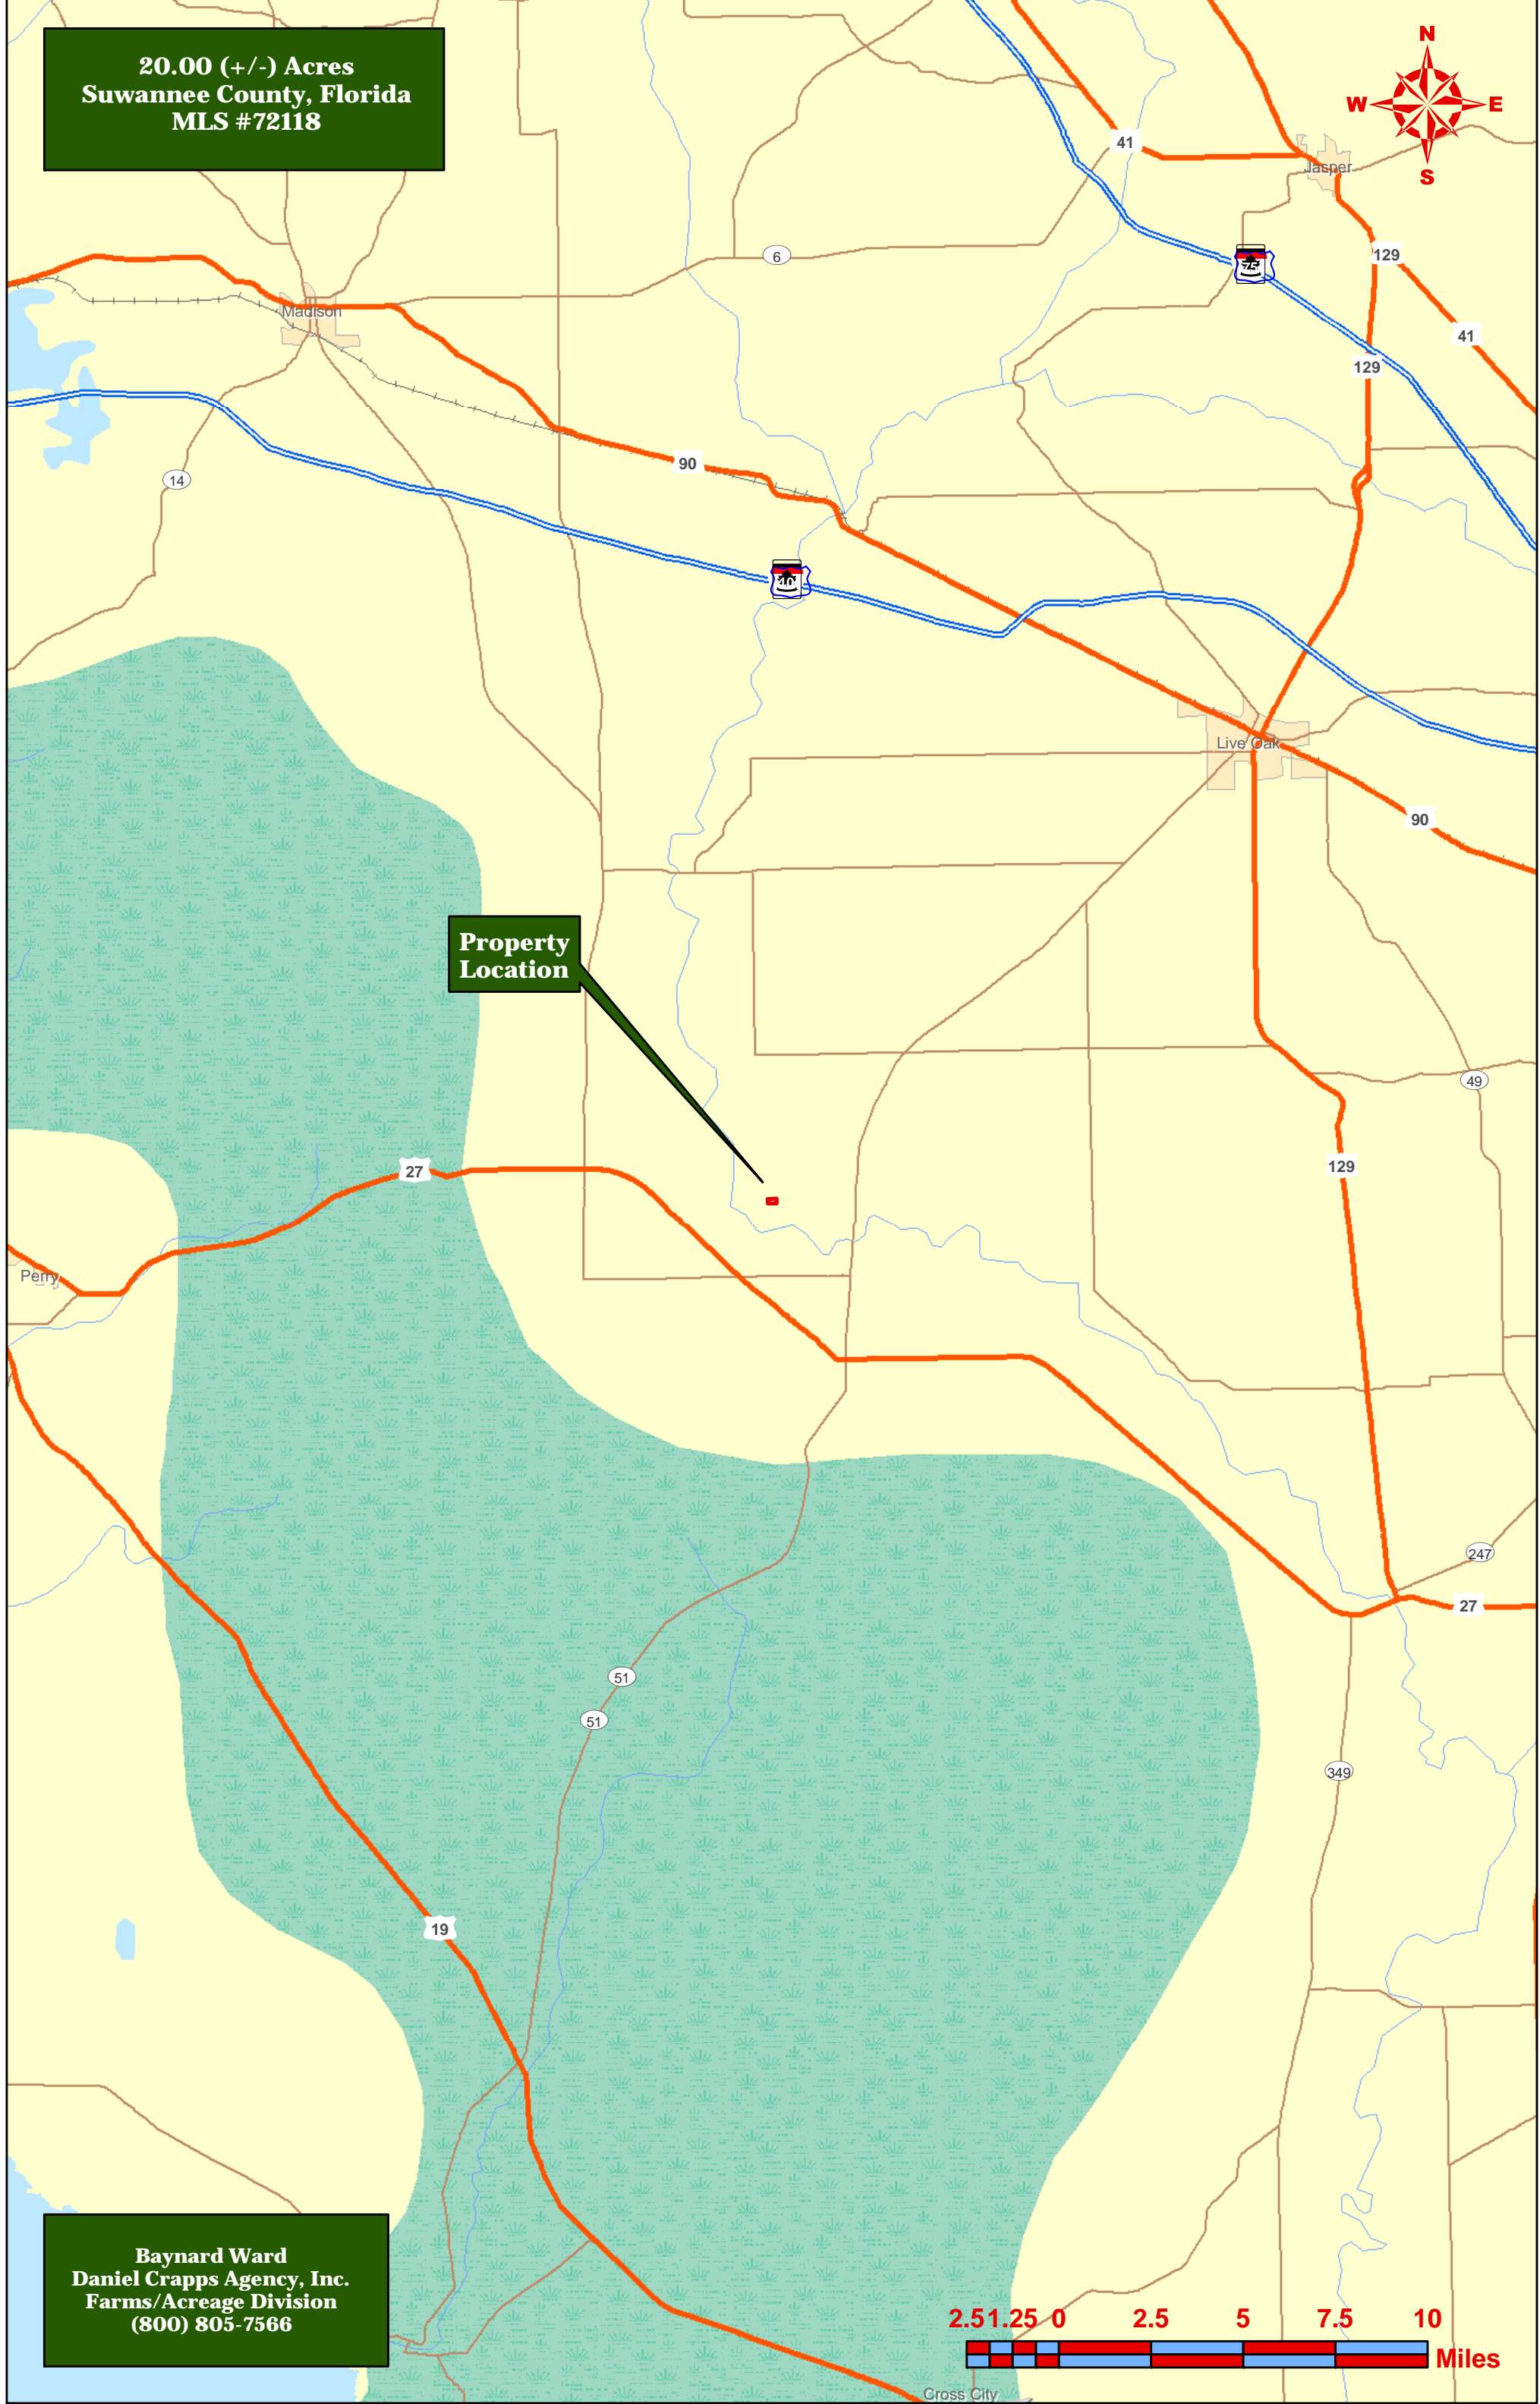 20.00 (+/-) Acres
Suwannee County, Florida
MLS #72118
N
W
E
S
41
Jasper
6
129
Madison
41
129
90
14
10
Live Oak
90
Property
Location
49
27
129
Perry
247
27
51
51
349
19
Baynard Ward
Daniel Crapps Agency, Inc.
Farms/Acreage Division
(800) 805-7566
2.5 1.25 0 2.5 5 7.5 10
Miles
Cross City